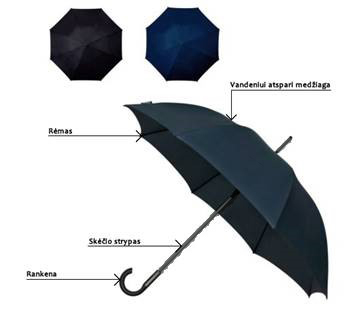 Vandeniui atspari medžiaga
Rėmas
Skėčio strypas
Rankena